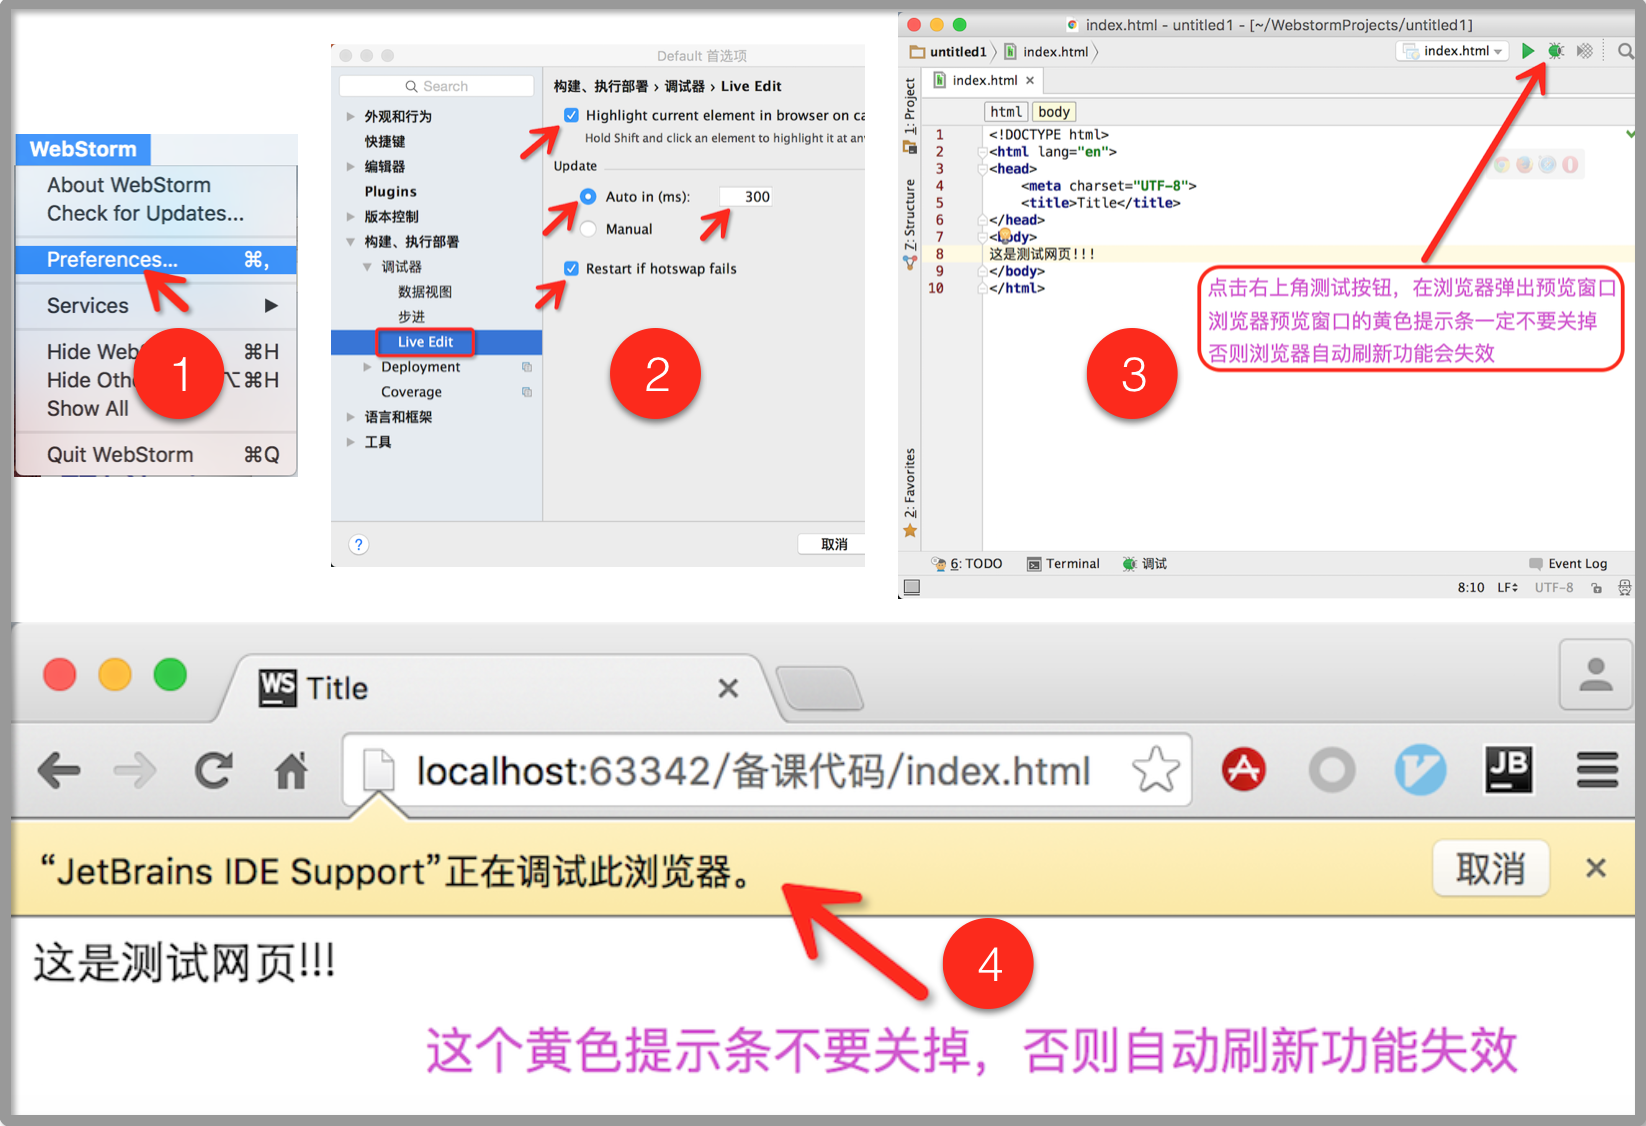 WebStorm
About WebStorm
Check for Updates...
Preferences... ⌘,
Services ▶
Hide Web ⌘H
Hide Oth ⌥⌘H
Show All
Quit WebStorm ⌘Q
1
Default 首选项
Search
外观和行为
快捷键
编辑器
Plugins
版本控制
构建、执行部署
调试器
数据视图
步进
Live Edit
Deployment
Coverage
语言和框架
工具
构建、执行部署 › 调试器 › Live Edit
Highlight current element in browser on ca
Hold Shift and click an element to highlight it at an
Update
Auto in (ms): 300
Manual
Restart if hotswap fails
?
取消
2
index.html - untitled1 - [~/WebstormProjects/untitled1]
untitled1 index.html
index.html
index.html ×
1: Project
Z: Structure
2: Favorites
html body
1 <!DOCTYPE html>
2 <html lang="en">
3 <head>
4 <meta charset="UTF-8">
5 <title>Title</title>
6 </head>
7 <body>
8 这是测试网页!!!
9 </body>
10 </html>
点击右上角测试按钮，在浏览器弹出预览窗口
浏览器预览窗口的黄色提示条一定不要关掉
否则浏览器自动刷新功能会失效
3
6: TODO Terminal 调试 Event Log
8:10 LF UTF-8
WS Title ×
localhost:63342/备课代码/index.html
JB
“JetBrains IDE Support”正在调试此浏览器。 取消 ×
这是测试网页!!!
4
这个黄色提示条不要关掉，否则自动刷新功能失效